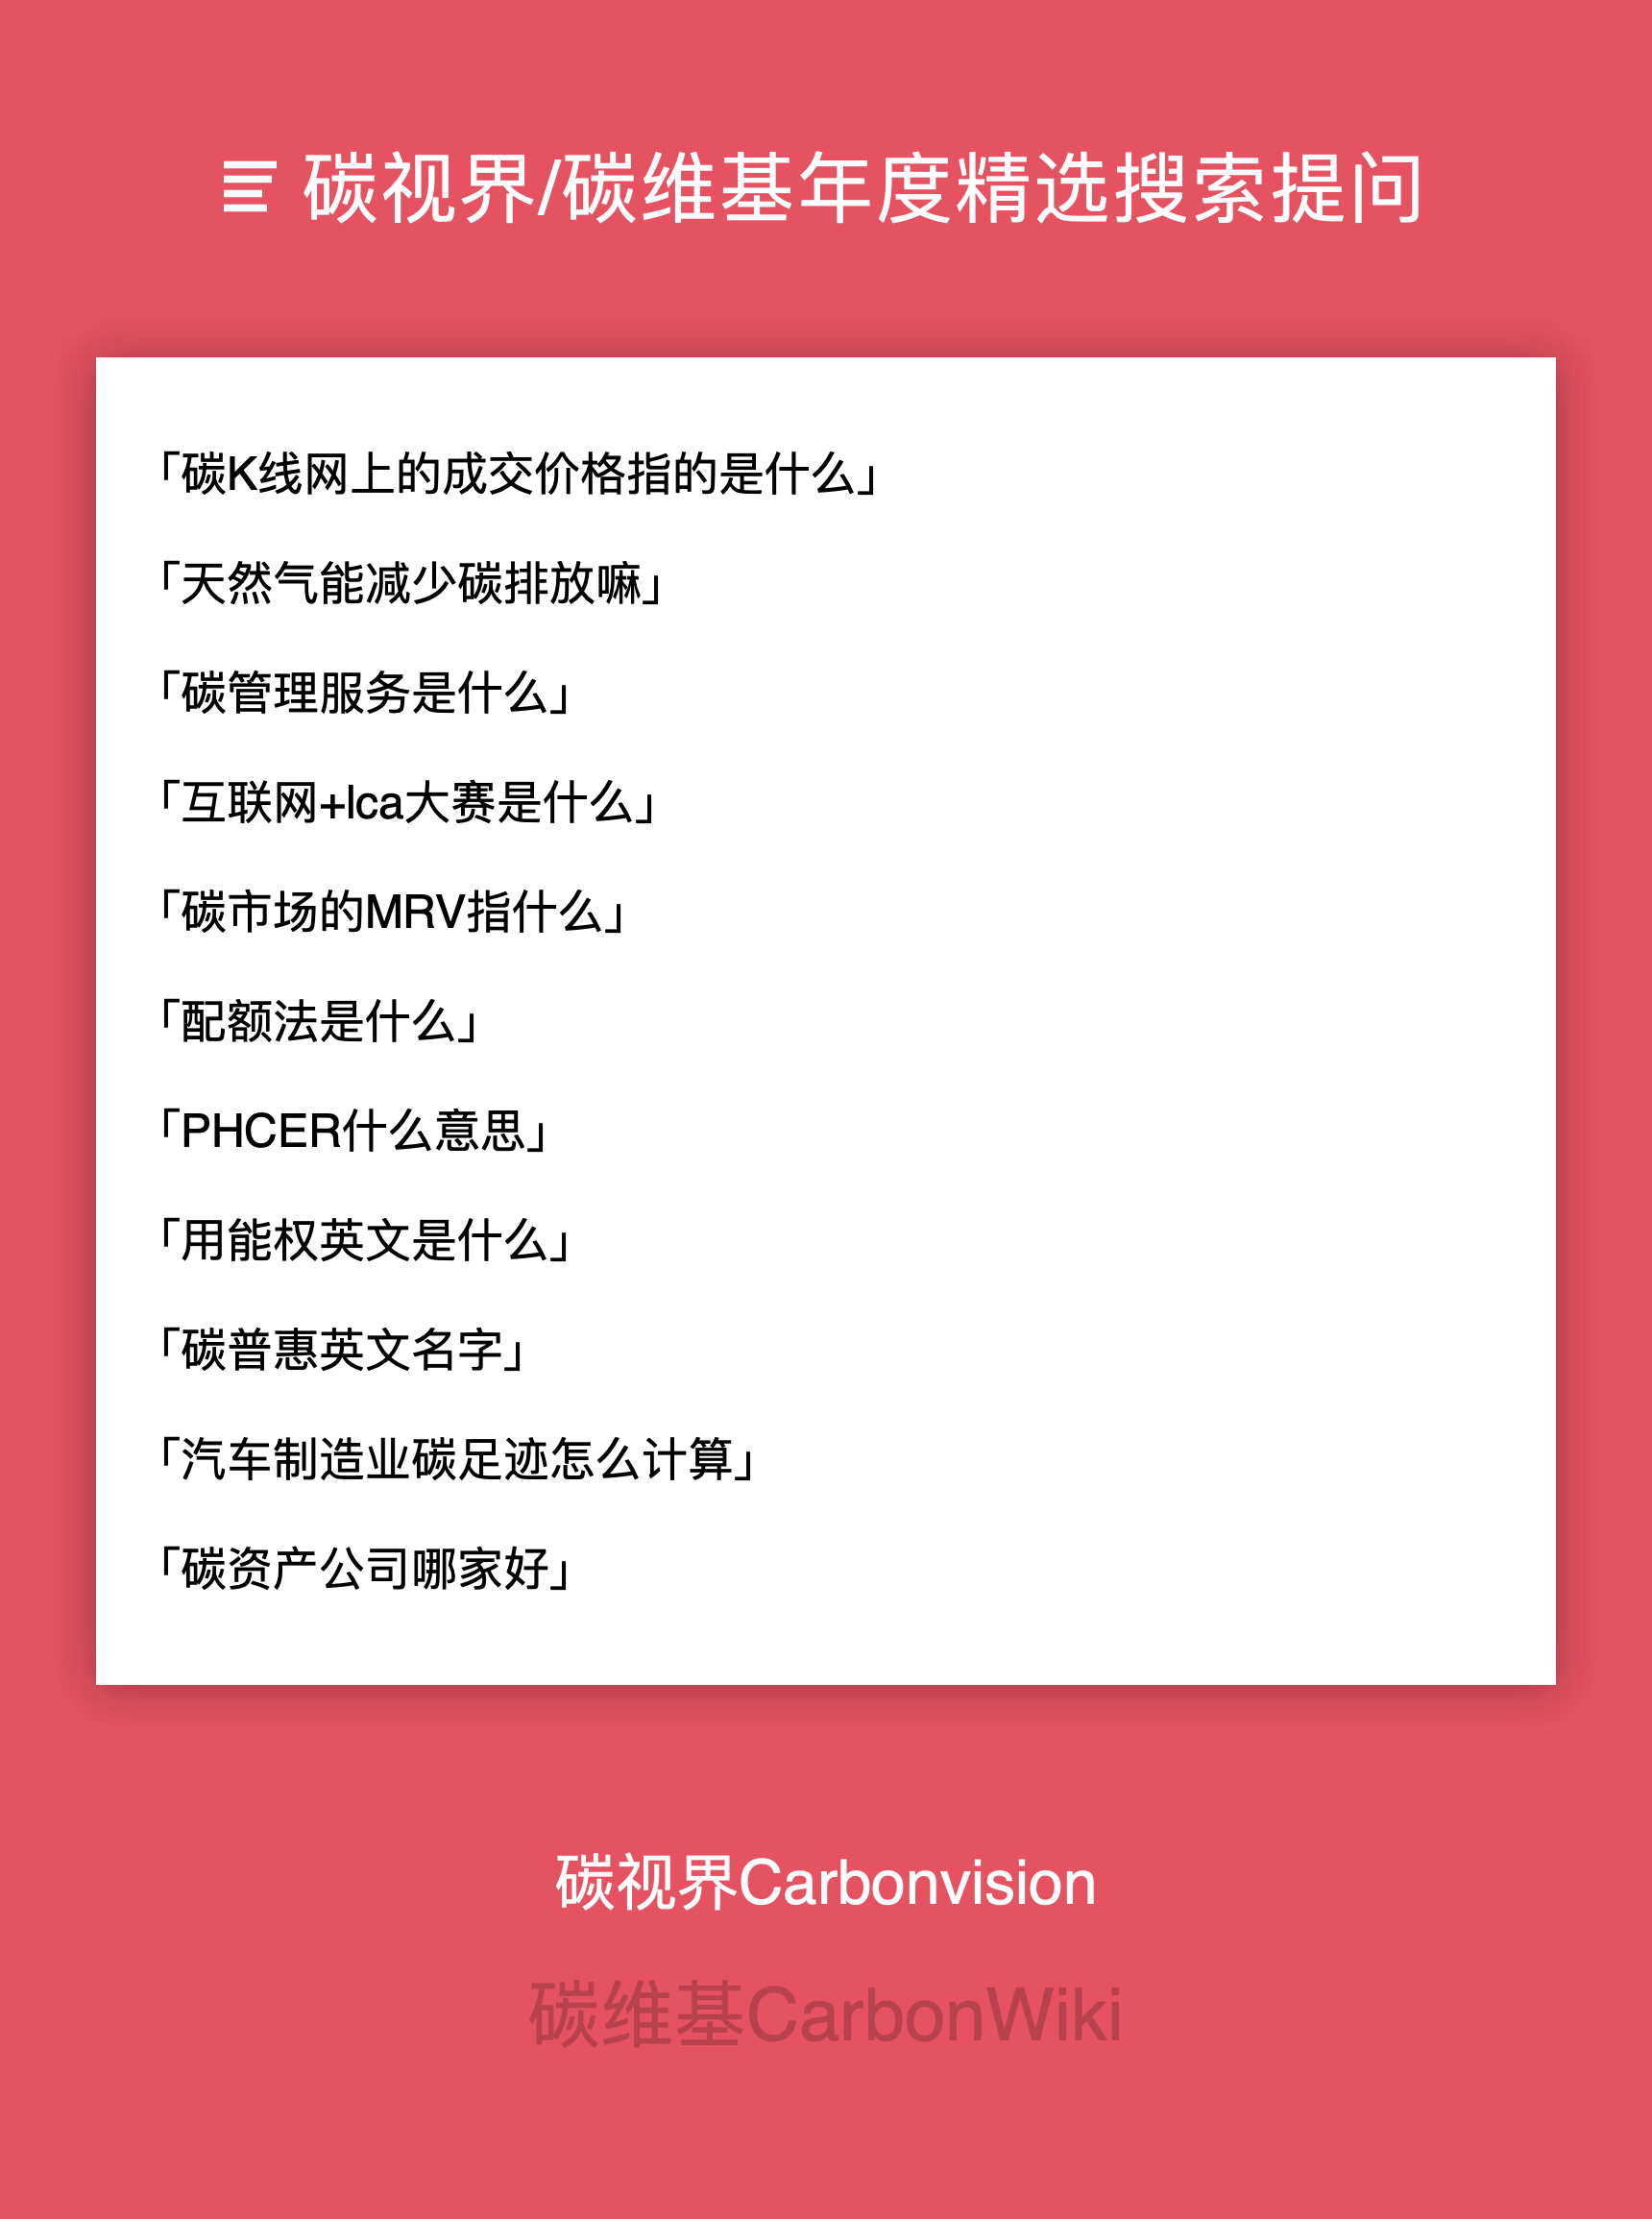 碳视界/碳维基年度精选搜索提问
「碳K线网上的成交价格指的是什么」
「天然气能减少碳排放嘛」
「碳管理服务是什么」
「互联网+lca大赛是什么」
「碳市场的MRV指什么」
「配额法是什么」
「PHCER什么意思」
「用能权英文是什么」
「碳普惠英文名字」
「汽车制造业碳足迹怎么计算」
「碳资产公司哪家好」
碳视界Carbonvision
碳维基CarbonWiki